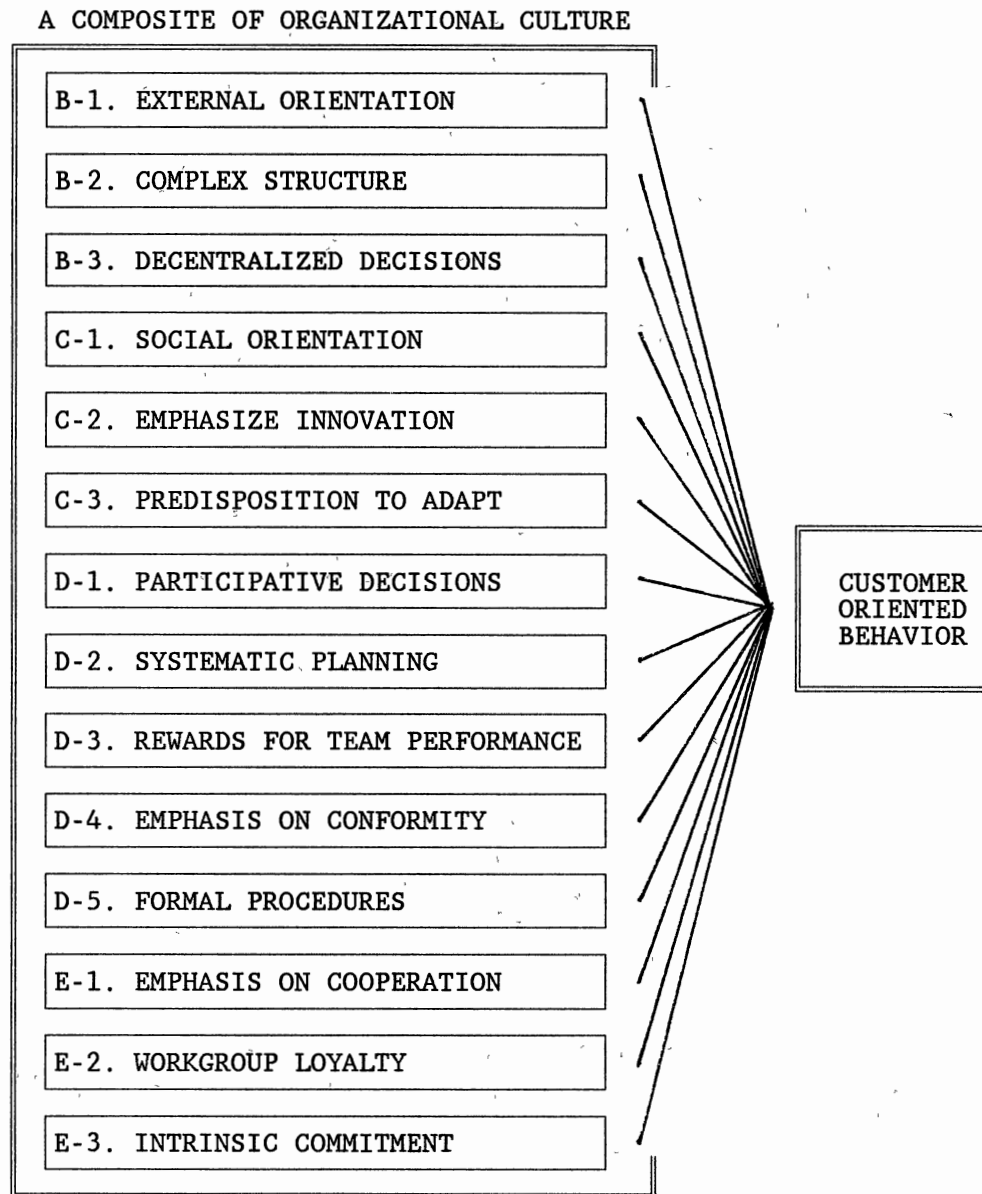 A COMPOSITE OF ORGANIZATIONAL CULTURE
B-1. EXTERNAL ORIENTATION
B-2. COMPLEX STRUCTURE
B-3. DECENTRALIZED DECISIONS
C-1. SOCIAL ORIENTATION
C-2. EMPHASIZE INNOVATION
C-3. PREDISPOSITION TO ADAPT
D-1. PARTICIPATIVE DECISIONS
D-2. SYSTEMATIC PLANNING
D-3. REWARDS FOR TEAM PERFORMANCE
D-4. EMPHASIS ON CONFORMITY
D-5. FORMAL PROCEDURES
E-1. EMPHASIS ON COOPERATION
E-2. WORKGROUP LOYALTY
E-3. INTRINSIC COMMITMENT
CUSTOMER
ORIENTED
BEHAVIOR